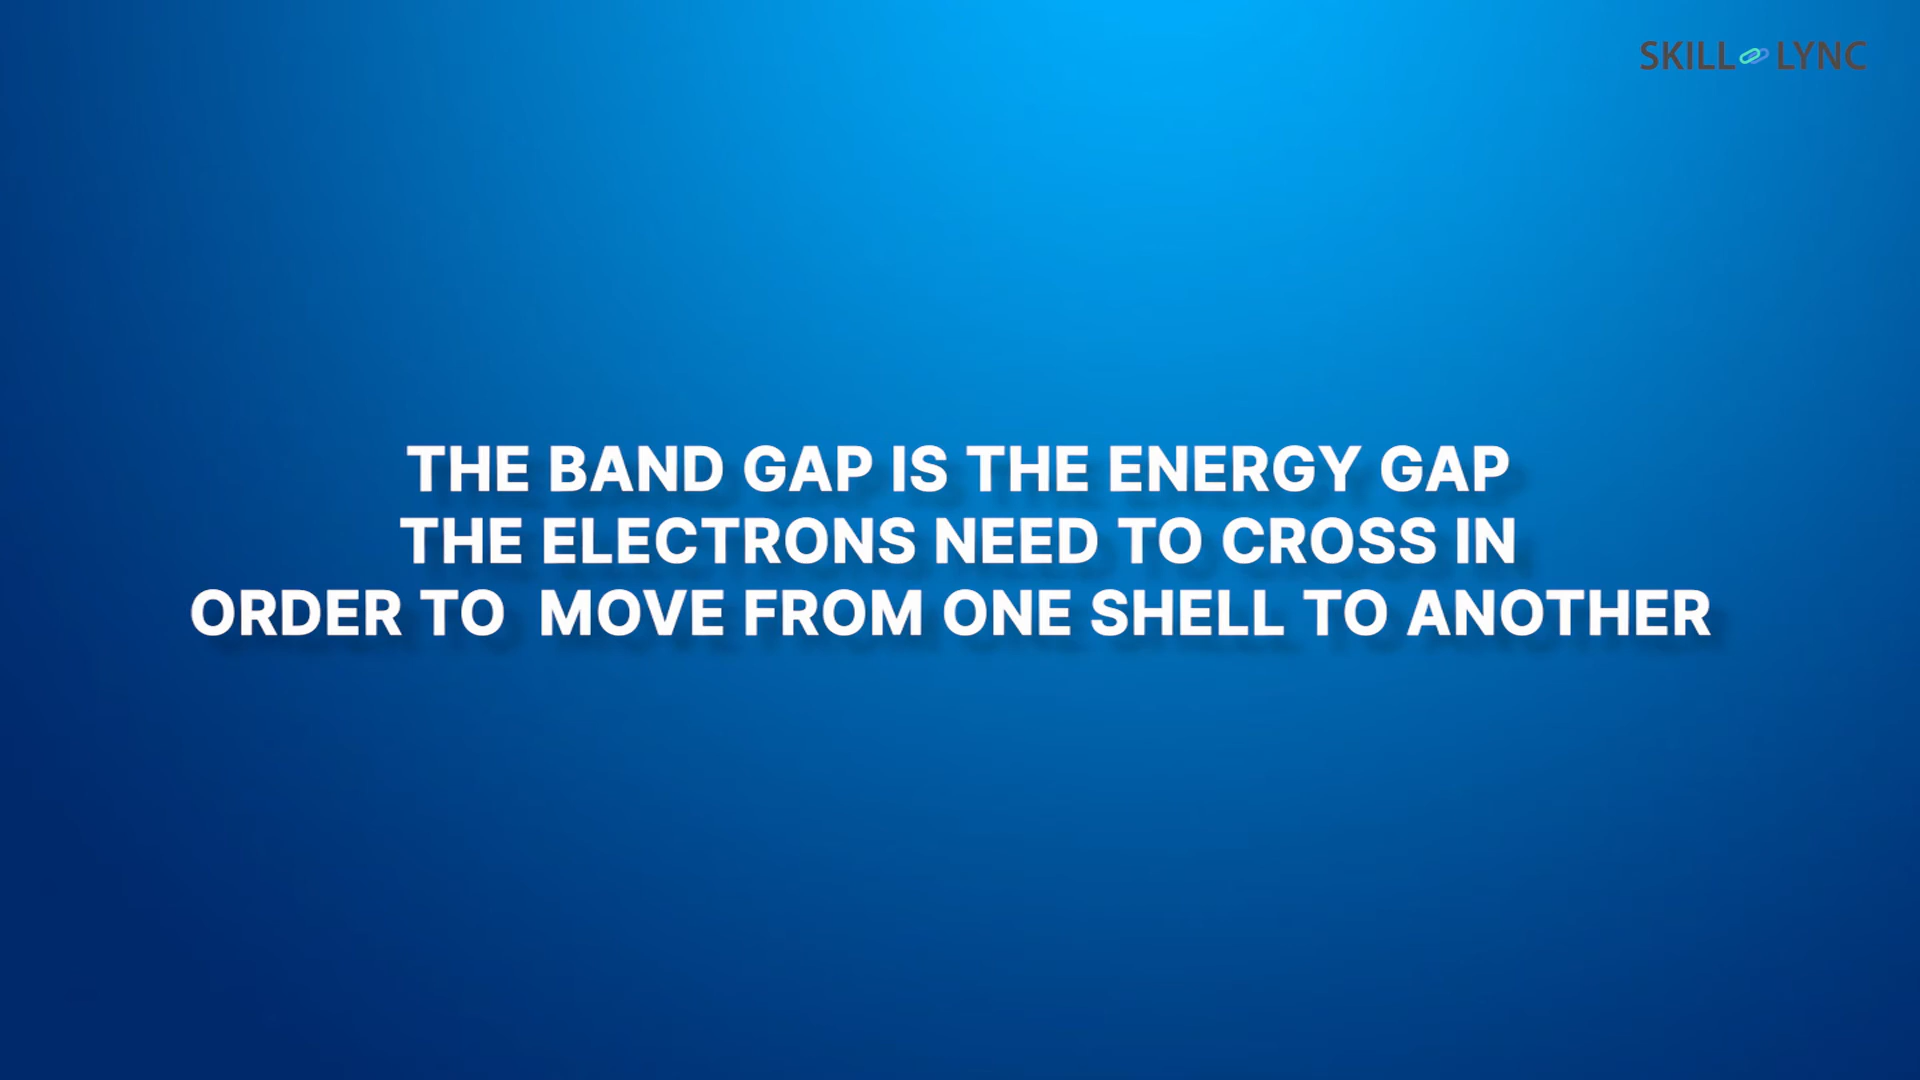 SKILL LYNC
THE BAND GAP IS THE ENERGY GAP
THE ELECTRONS NEED TO CROSS IN
ORDER TO  MOVE FROM ONE SHELL TO ANOTHER